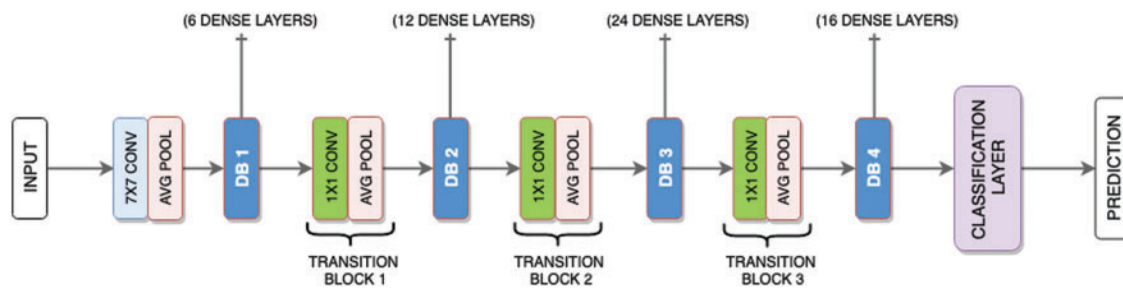 (6 DENSE LAYERS)
(12 DENSE LAYERS)
(24 DENSE LAYERS)
(16 DENSE LAYERS)
INPUT
7X7 CONV
AVG POOL
DB 1
1X1 CONV
AVG POOL
DB 2
1X1 CONV
AVG POOL
DB 3
1X1 CONV
AVG POOL
DB 4
CLASSIFICATION
LAYER
PREDICTION
TRANSITION
BLOCK 1
TRANSITION
BLOCK 2
TRANSITION
BLOCK 3